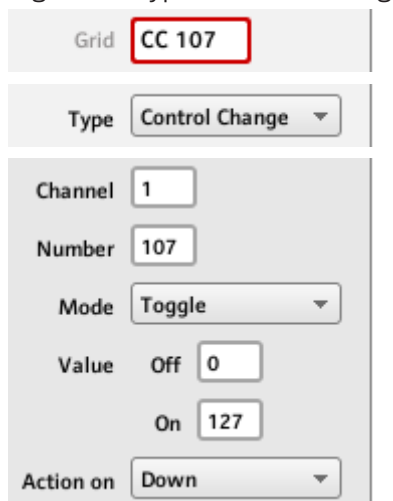 Grid CC 107
Type Control Change
Channel 1
Number 107
Mode Toggle
Value Off 0
On 127
Action on Down